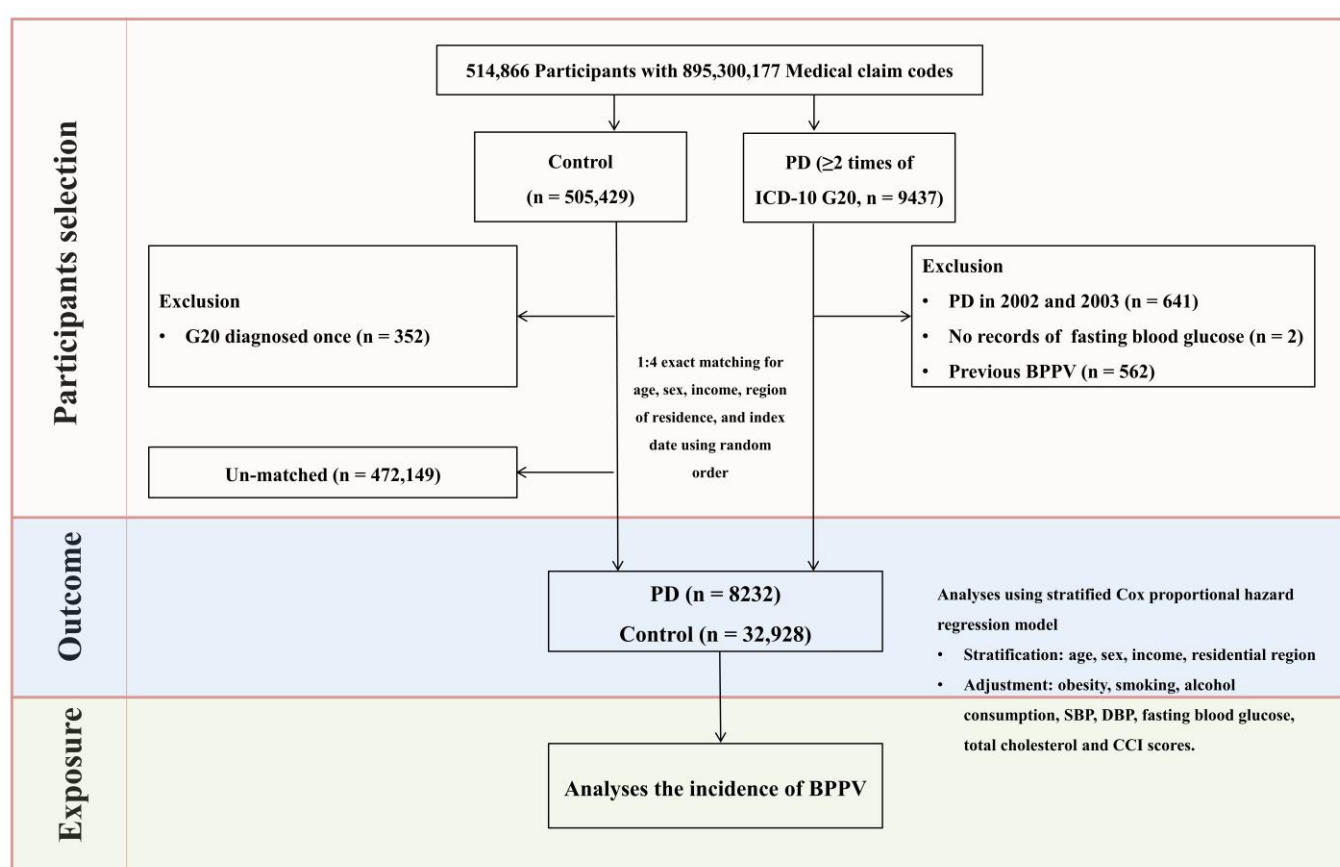 Participants selection
514,866 Participants with 895,300,177 Medical claim codes
Control
(n = 505,429)
PD (≥2 times of
ICD-10 G20, n = 9437)
Exclusion
• G20 diagnosed once (n = 352)
Exclusion
• PD in 2002 and 2003 (n = 641)
• No records of fasting blood glucose (n = 2)
• Previous BPPV (n = 562)
1:4 exact matching for
age, sex, income, region
of residence, and index
date using random
order
Un-matched (n = 472,149)
Outcome
PD (n = 8232)
Control (n = 32,928)
Analyses using stratified Cox proportional hazard
regression model
• Stratification: age, sex, income, residential region
• Adjustment: obesity, smoking, alcohol
consumption, SBP, DBP, fasting blood glucose,
total cholesterol and CCI scores.
Exposure
Analyses the incidence of BPPV